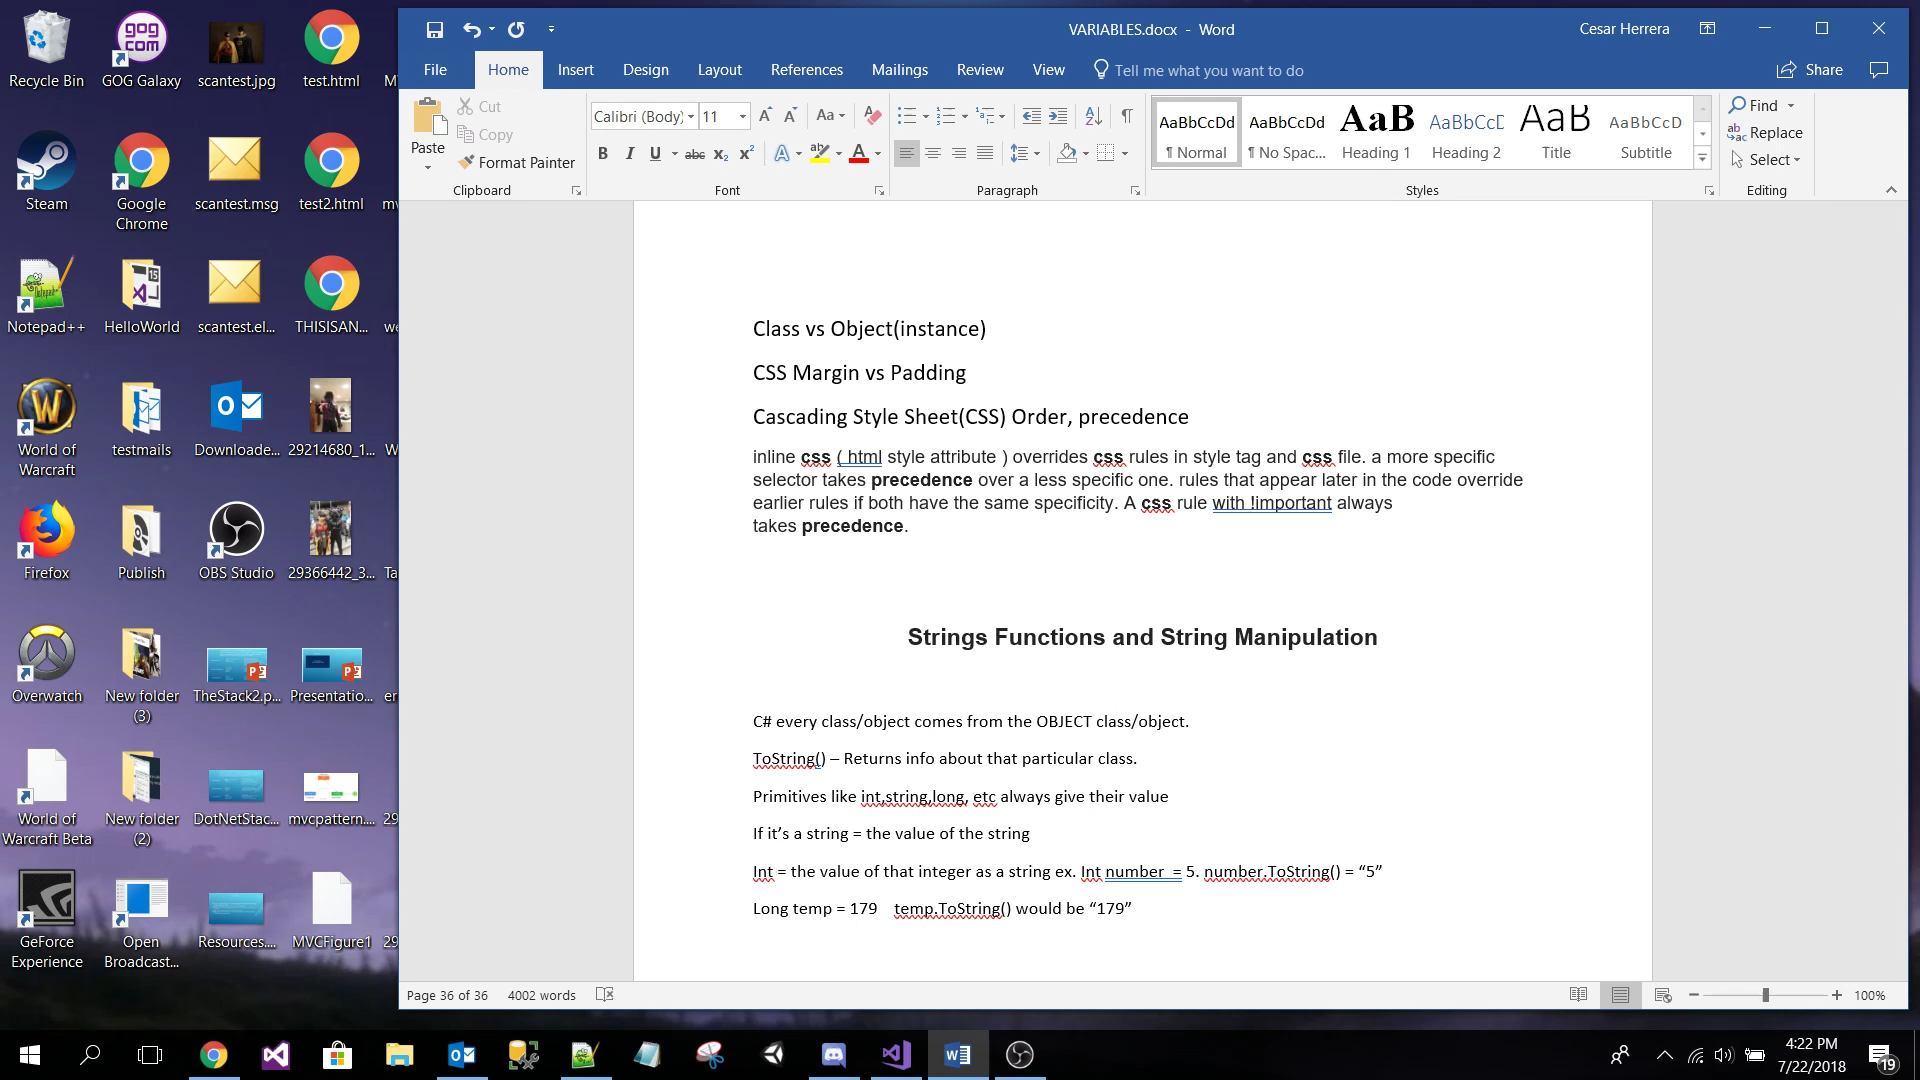 VARIABLES.docx - Word
Cesar Herrera
File
Home
Insert
Design
Layout
References
Mailings
Review
View
Tell me what you want to do
Share
Paste
Cut
Copy
Format Painter
Clipboard
Calibri (Body)
11
Font
Paragraph
AaBbCcDd
¶ Normal
AaBbCcDd
¶ No Spac...
AaB
Heading 1
AaBbCcD
Heading 2
AaB
Title
AaBbCcD
Subtitle
Styles
Find
Replace
Select
Editing
Class vs Object(instance)
CSS Margin vs Padding
Cascading Style Sheet(CSS) Order, precedence
inline css ( html style attribute ) overrides css rules in style tag and css file. a more specific
selector takes precedence over a less specific one. rules that appear later in the code override
earlier rules if both have the same specificity. A css rule with !important always
takes precedence.
Strings Functions and String Manipulation
C# every class/object comes from the OBJECT class/object.
ToString() – Returns info about that particular class.
Primitives like int,string,long, etc always give their value
If it’s a string = the value of the string
Int = the value of that integer as a string ex. Int number = 5. number.ToString() = “5”
Long temp = 179 temp.ToString() would be “179”
Page 36 of 36
4002 words
100%
Recycle Bin
GOG Galaxy
scantest.jpg
test.html
Steam
Google
Chrome
scantest.msg
test2.html
Notepad++
HelloWorld
scantest.el...
THISISAN...
World of
Warcraft
testmails
Downloade...
29214680_1...
Firefox
Publish
OBS Studio
29366442_3...
Overwatch
New folder
(3)
TheStack2.p...
Presentatio...
World of
Warcraft Beta
New folder
(2)
DotNetStac...
mvcpattern....
GeForce
Experience
Open
Broadcast...
Resources....
MVCFigure1
4:22 PM
7/22/2018
19